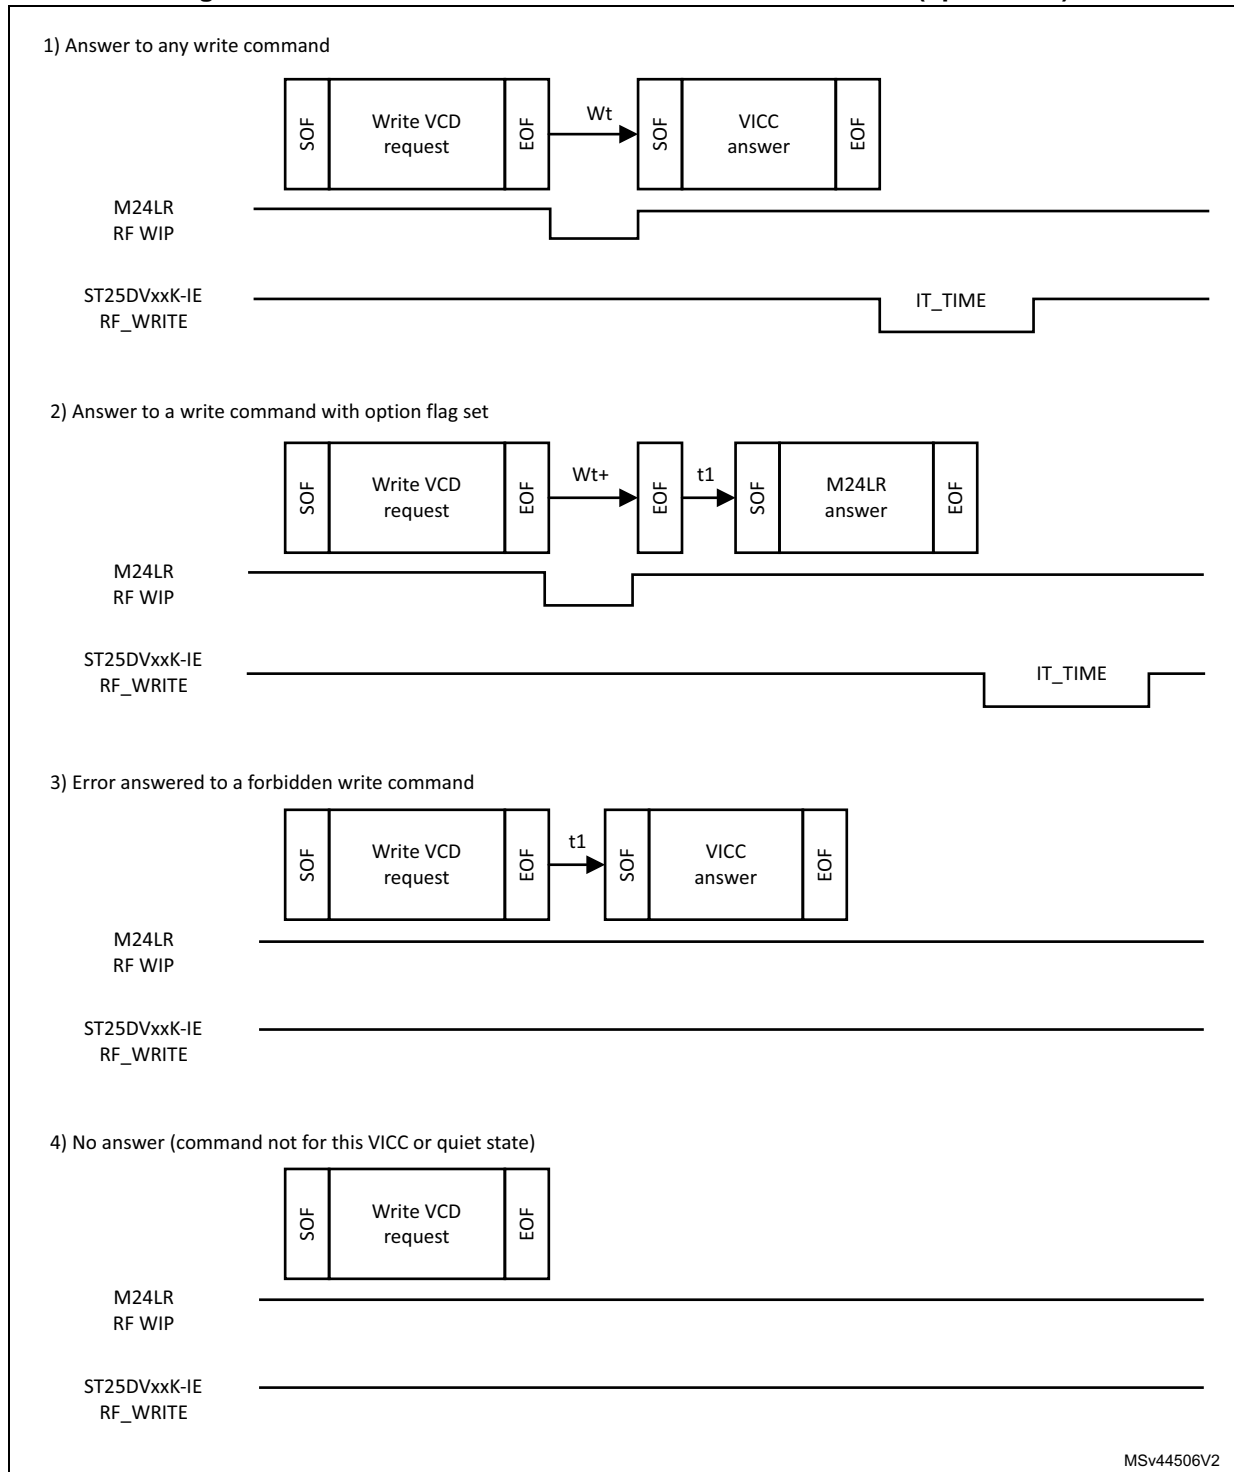 1) Answer to any write command
SOF
Write VCD
request
EOF
Wt
SOF
VICC
answer
EOF
M24LR
RF WIP
ST25DVxxK-IE
RF_WRITE
IT_TIME
2) Answer to a write command with option flag set
SOF
Write VCD
request
EOF
Wt+
EOF
t1
SOF
M24LR
answer
EOF
M24LR
RF WIP
ST25DVxxK-IE
RF_WRITE
IT_TIME
3) Error answered to a forbidden write command
SOF
Write VCD
request
EOF
t1
SOF
VICC
answer
EOF
M24LR
RF WIP
ST25DVxxK-IE
RF_WRITE
4) No answer (command not for this VICC or quiet state)
SOF
Write VCD
request
EOF
M24LR
RF WIP
ST25DVxxK-IE
RF_WRITE
MSv44506V2